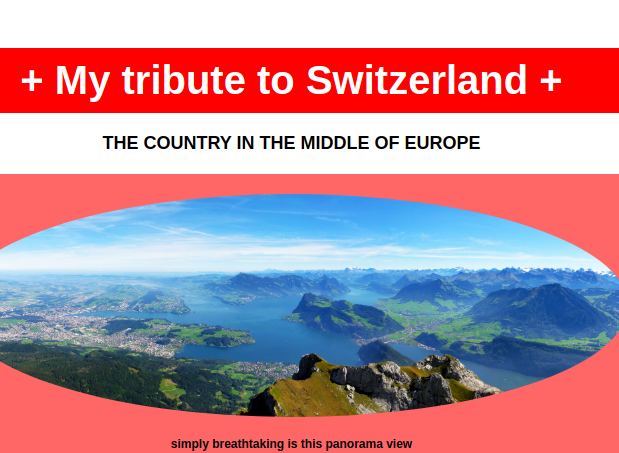 + My tribute to Switzerland +
THE COUNTRY IN THE MIDDLE OF EUROPE
simply breathtaking is this panorama view